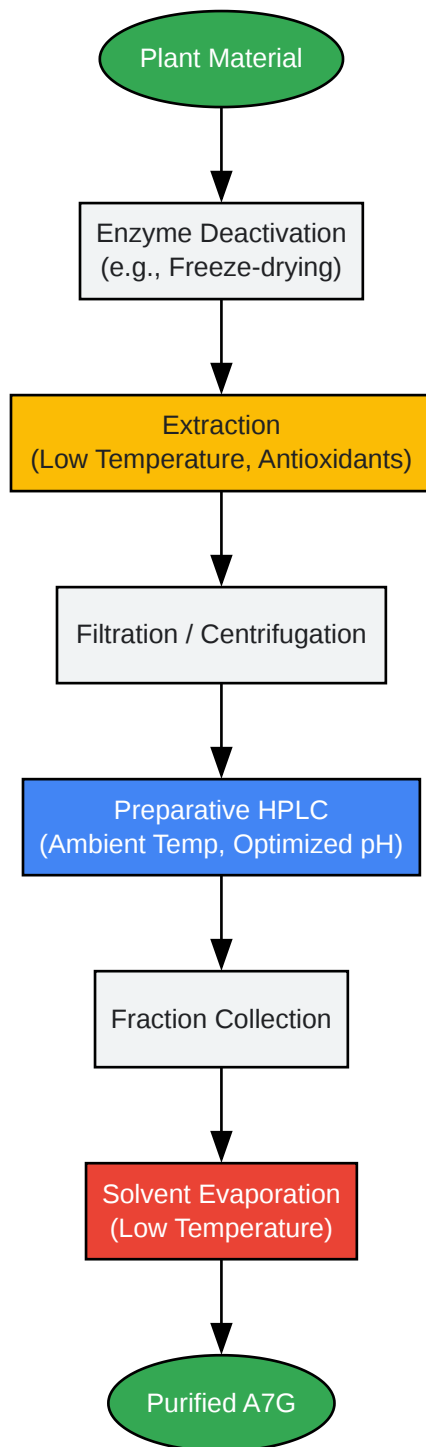 Plant Material
Enzyme Deactivation
(e.g., Freeze-drying)
Extraction
(Low Temperature, Antioxidants)
Filtration / Centrifugation
Preparative HPLC
(Ambient Temp, Optimized pH)
Fraction Collection
Solvent Evaporation
(Low Temperature)
Purified A7G